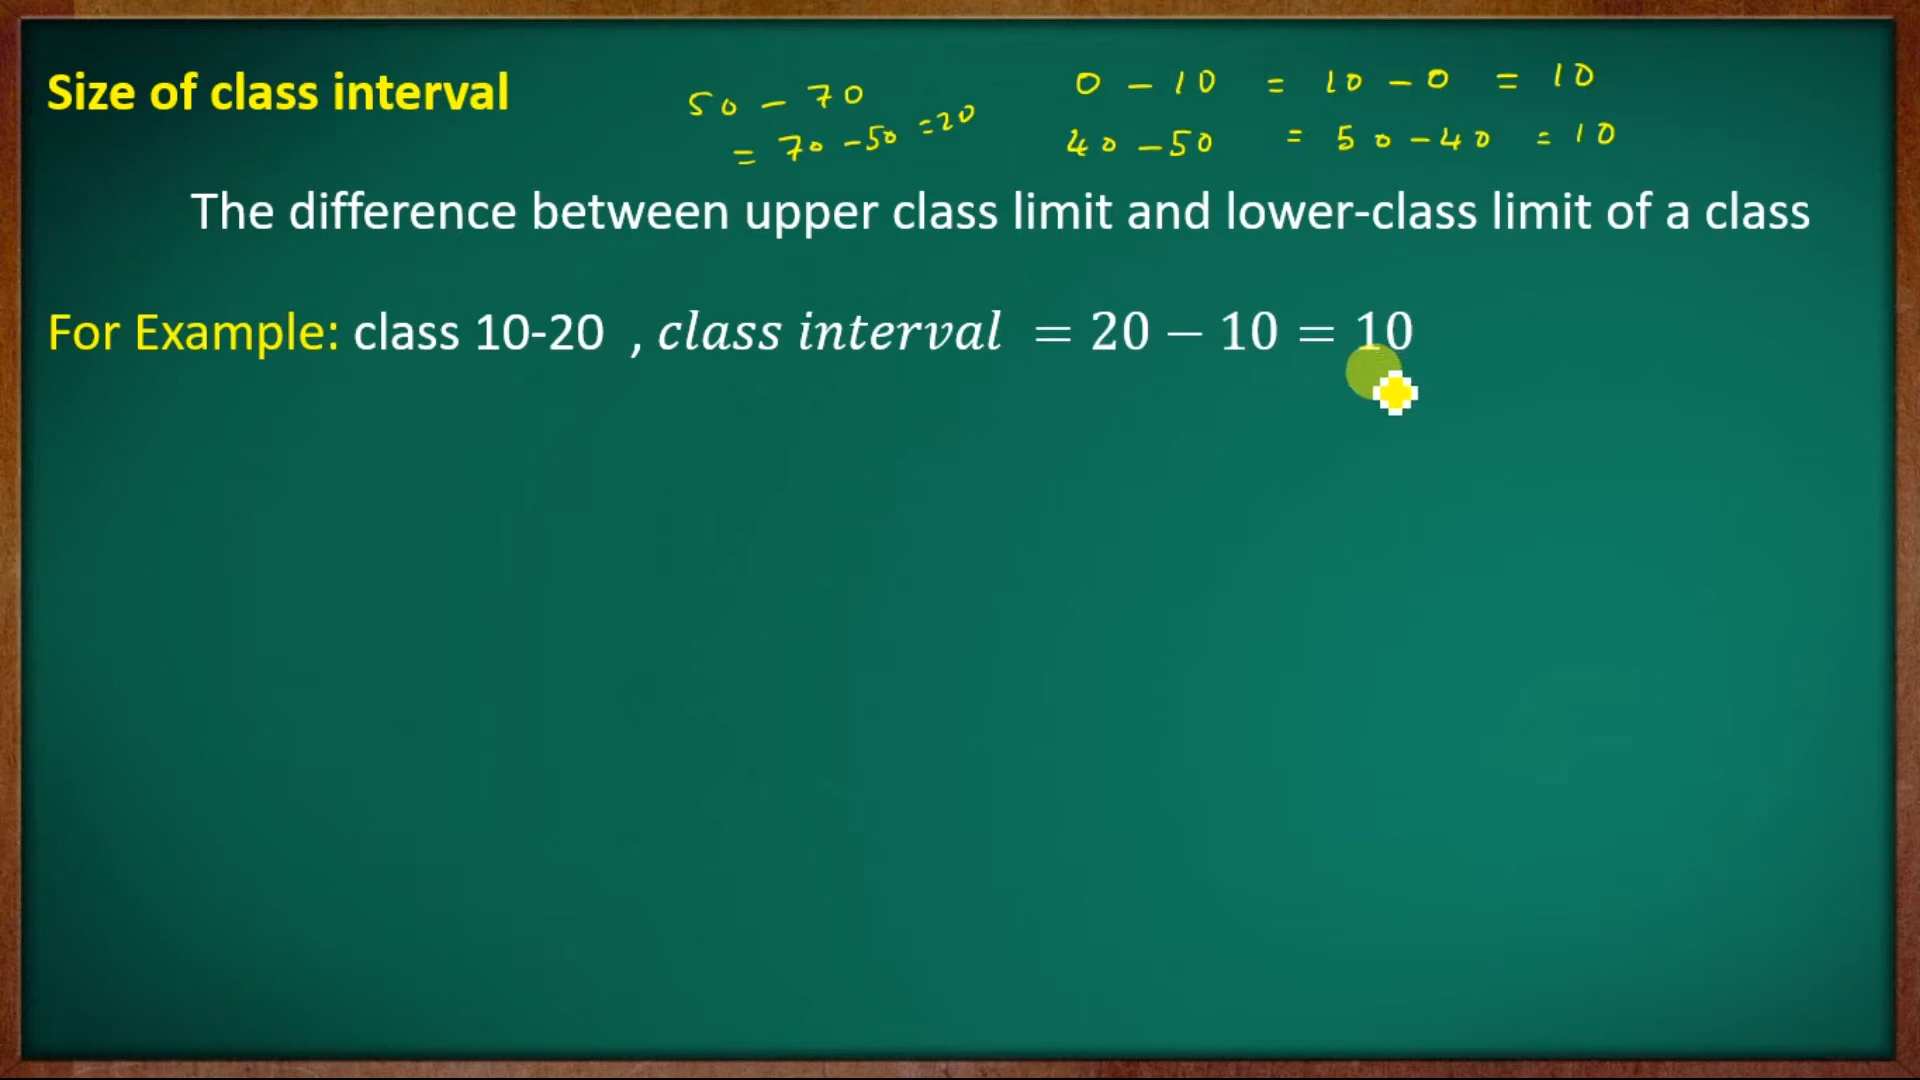 Size of class interval
50 - 70
= 70 - 50 = 20
0 - 10 = 10 - 0 = 10
40 - 50 = 50 - 40 = 10
The difference between upper class limit and lower-class limit of a class
For Example: class 10-20 , class interval = 20 − 10 = 10